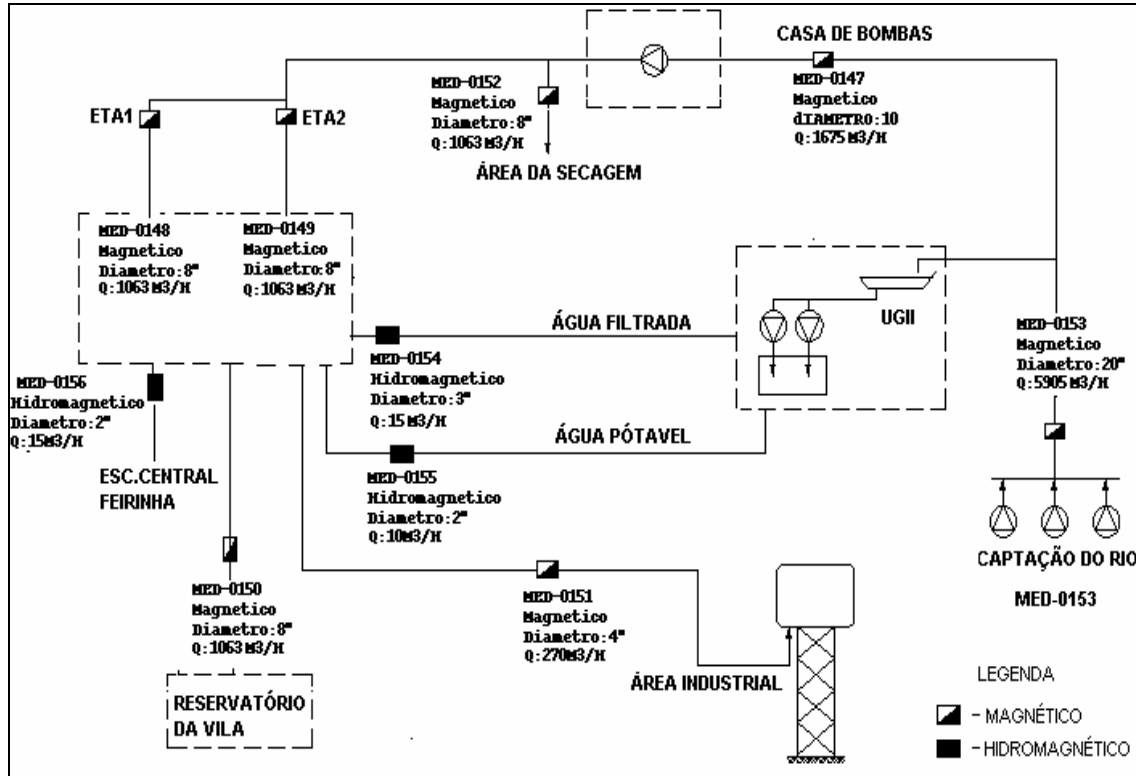 CASA DE BOMBAS
MED-0147
Magnetico
dIAMETRO:10
Q:1675 M3/H
MED-0152
Magnetico
Diametro:8"
Q:1063 M3/H
ÁREA DA SECAGEM
ETA1
ETA2
MED-0148
Magnetico
Diametro:8"
Q:1063 M3/H
MED-0149
Magnetico
Diametro:8"
Q:1063 M3/H
UGII
ÁGUA FILTRADA
MED-0154
Hidromagnetico
Diametro:3"
Q:15 M3/H
MED-0153
Magnetico
Diametro:20"
Q:5905 M3/H
MED-0156
Hidromagnetico
Diametro:2"
Q:15M3/H
ESC.CENTRAL
FEIRINHA
ÁGUA PÓTAVEL
MED-0155
Hidromagnetico
Diametro:2"
Q:10M3/H
CAPTAÇÃO DO RIO
MED-0153
MED-0150
Magnetico
Diametro:8"
Q:1063 M3/H
MED-0151
Magnetico
Diametro:4"
Q:270M3/H
ÁREA INDUSTRIAL
RESERVATÓRIO
DA VILA
LEGENDA
- MAGNÉTICO
- HIDROMAGNÉTICO